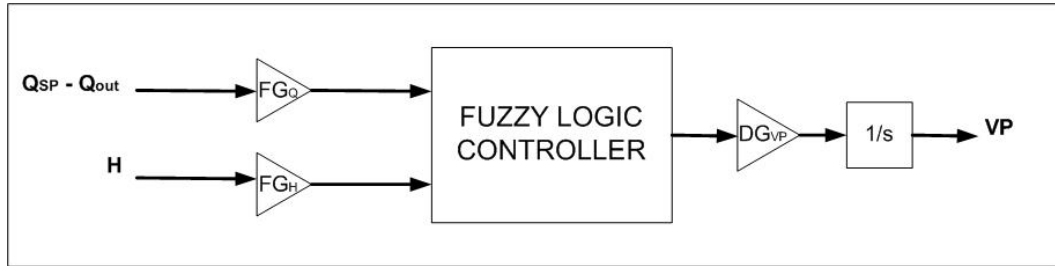 QSP - Qout
FGQ
H
FGH
FUZZY LOGIC
CONTROLLER
DGVP
1/s
VP